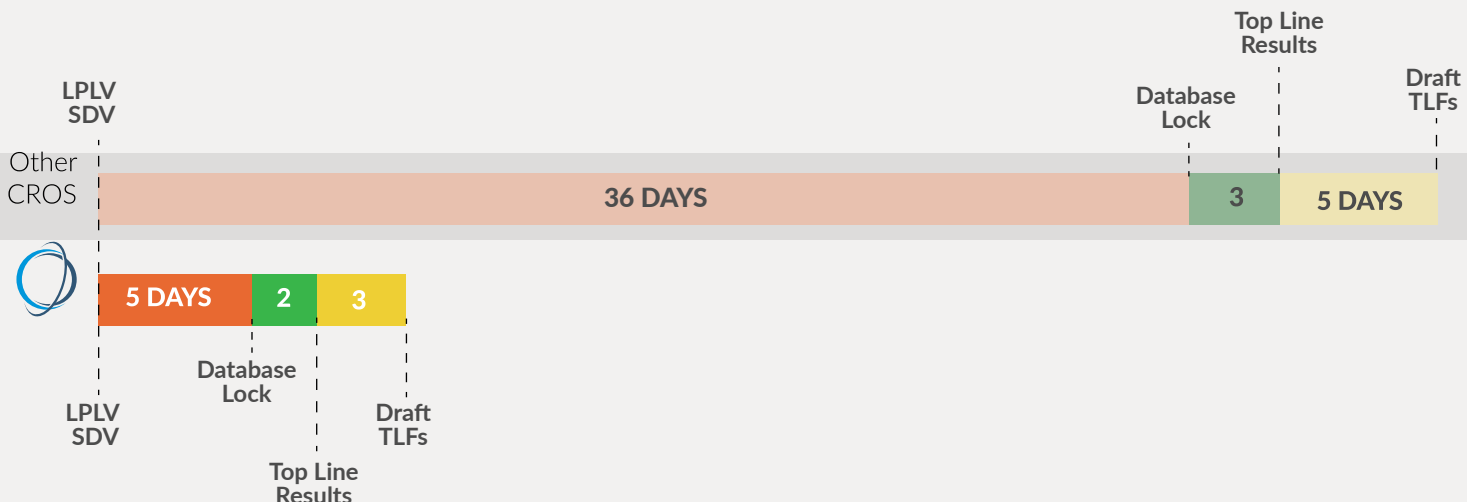 Top Line
Results
LPLV
SDV
Database
Lock
Draft
TLFs
Other
CROS
36 DAYS
3
5 DAYS
5 DAYS
2
3
Database
Lock
LPLV
SDV
Draft
TLFs
Top Line
Results